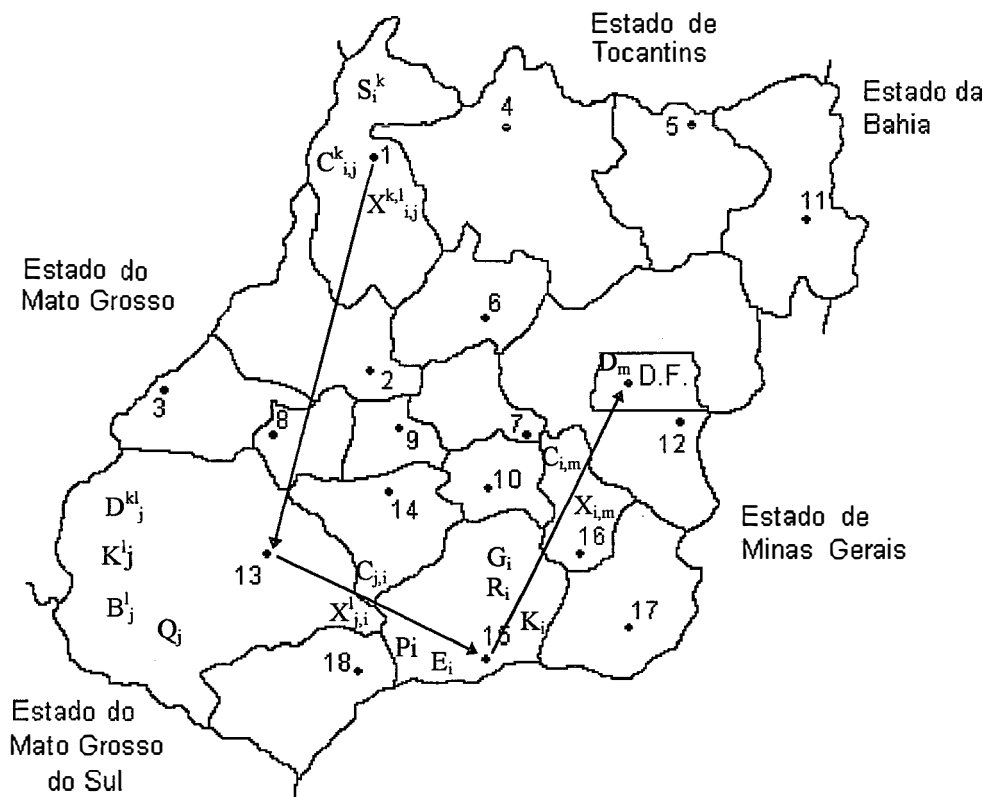 Estado de
Tocantins
Estado da
Bahia
S_i^k
4
5
C^k_{i,j}
1
X^{k,l}_{i,j}
11
Estado do
Mato Grosso
6
D_m
D.F.
2
3
8
9
7
12
C_{i,m}
10
14
X_{i,m}
D^{kl}_j
K^l_j
13
C_{j,i}
G_i
16
Estado de
Minas Gerais
R_i
B^l_j
X^l_{j,i}
15
K_i
17
Q_j
Pi
E_i
18
Estado do
Mato Grosso
do Sul